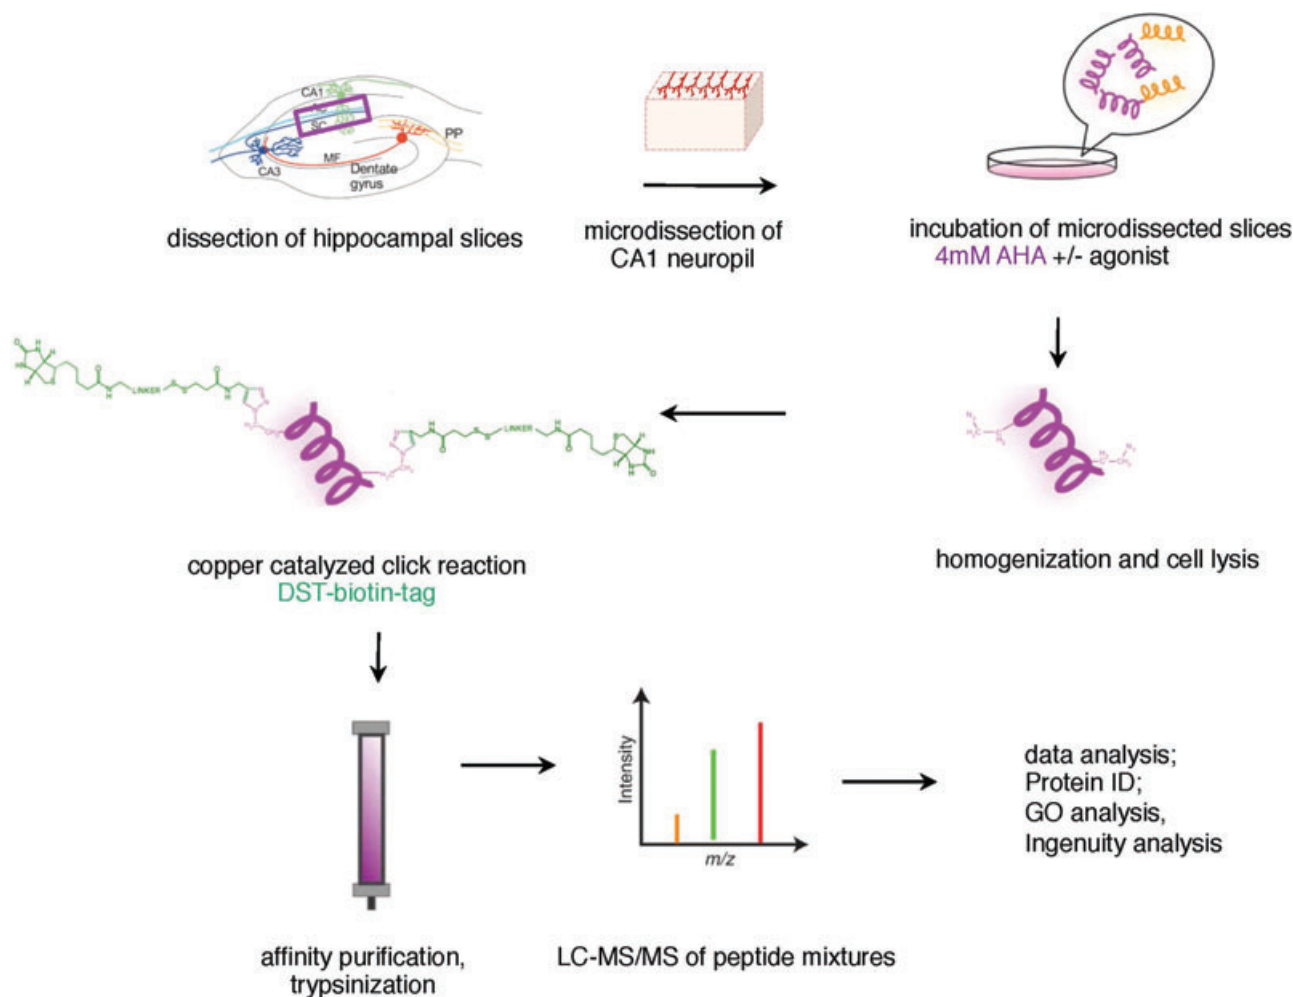 CA1
SC
PP
MF
CA3
Dentate
gyrus
dissection of hippocampal slices
microdissection of
CA1 neuropil
incubation of microdissected slices
4mM AHA +/- agonist
LINKER
LINKER
copper catalyzed click reaction
DST-biotin-tag
homogenization and cell lysis
Intensity
m/z
data analysis;
Protein ID;
GO analysis,
Ingenuity analysis
affinity purification,
trypsinization
LC-MS/MS of peptide mixtures